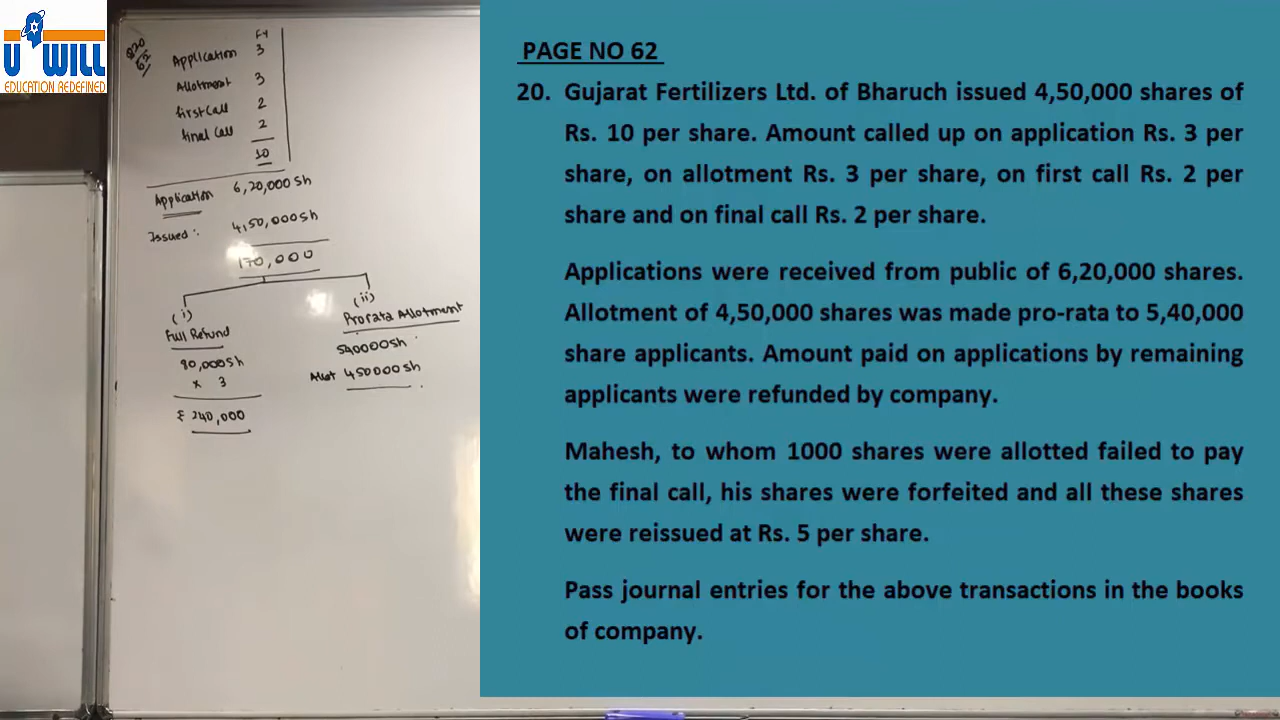 U WILL
EDUCATION REDEFINED
Q20
62
FV
Application 3
Allotment 3
first call 2
final call 2
10
Application 6,20,000 Sh
Issued : 4,50,000 Sh
170,000
(i)
Full Refund
80,000 Sh
x 3
₹ 240,000
(ii)
Prorata Allotment
540000 Sh
Allot 450000 Sh
PAGE NO 62
20. Gujarat Fertilizers Ltd. of Bharuch issued 4,50,000 shares of
Rs. 10 per share. Amount called up on application Rs. 3 per
share, on allotment Rs. 3 per share, on first call Rs. 2 per
share and on final call Rs. 2 per share.
Applications were received from public of 6,20,000 shares.
Allotment of 4,50,000 shares was made pro-rata to 5,40,000
share applicants. Amount paid on applications by remaining
applicants were refunded by company.
Mahesh, to whom 1000 shares were allotted failed to pay
the final call, his shares were forfeited and all these shares
were reissued at Rs. 5 per share.
Pass journal entries for the above transactions in the books
of company.